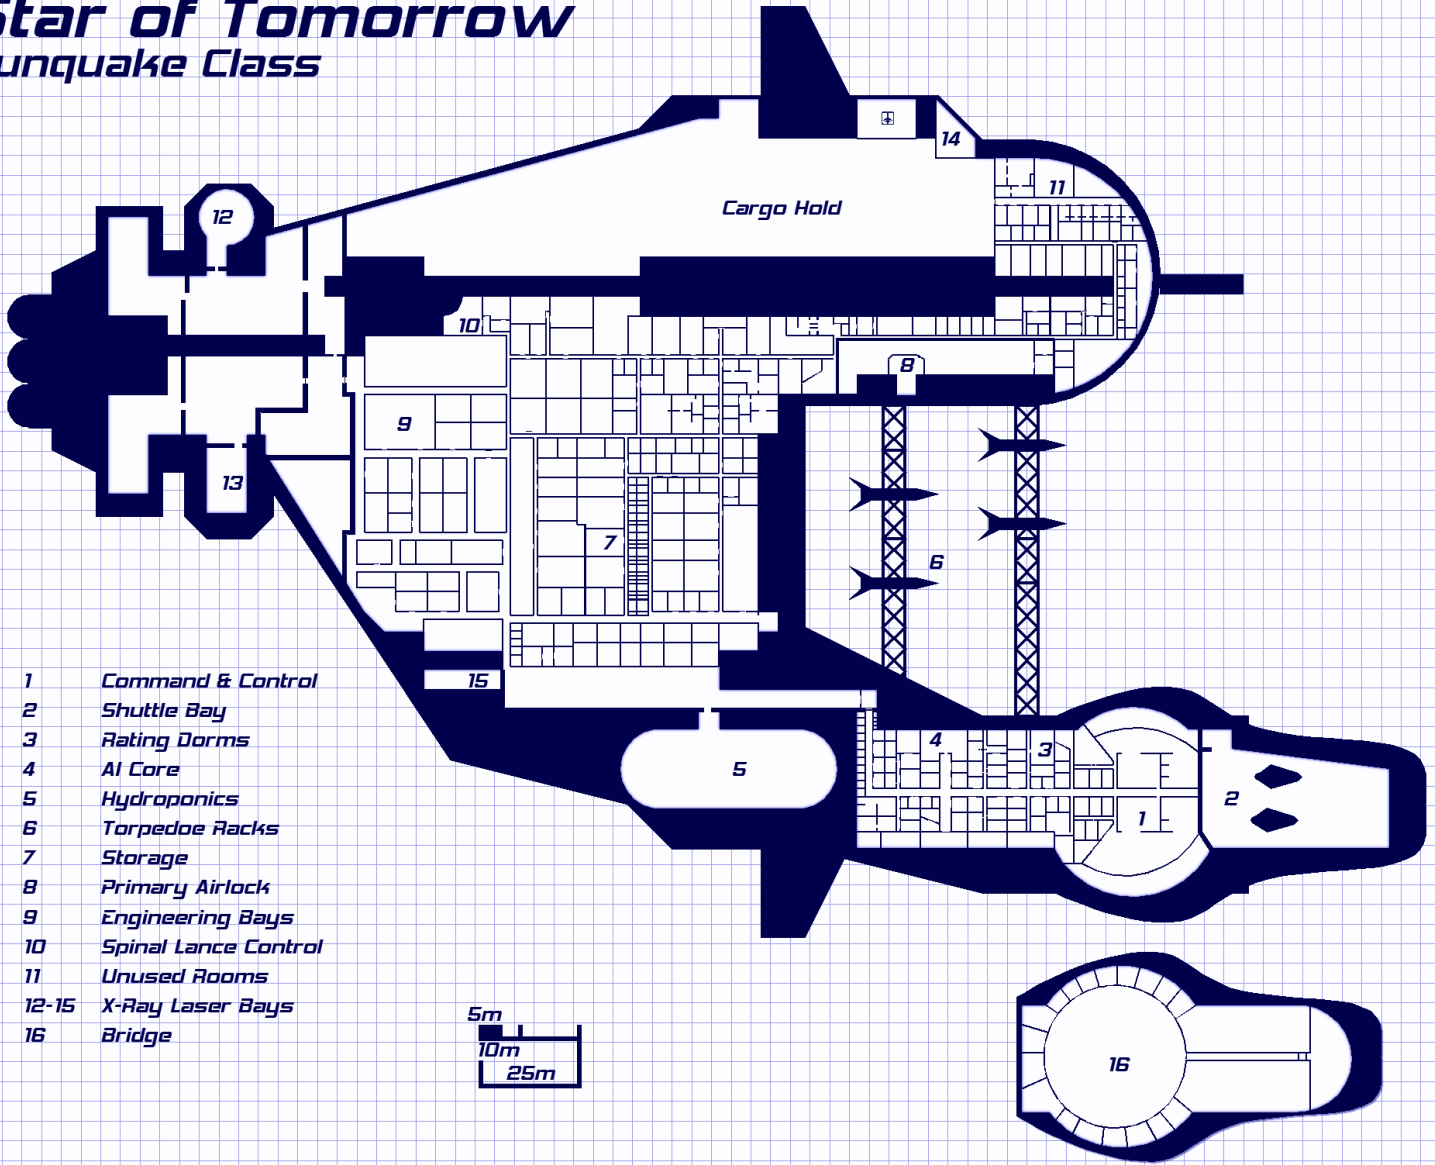 Star of Tomorrow
unquake Class
12
14
11
Cargo Hold
10
8
9
13
7
6
15
4
3
5
2
1
1 Command & Control
2 Shuttle Bay
3 Rating Dorms
4 AI Core
5 Hydroponics
6 Torpedoe Racks
7 Storage
8 Primary Airlock
9 Engineering Bays
10 Spinal Lance Control
11 Unused Rooms
12-15 X-Ray Laser Bays
16 Bridge
5m
10m
25m
16